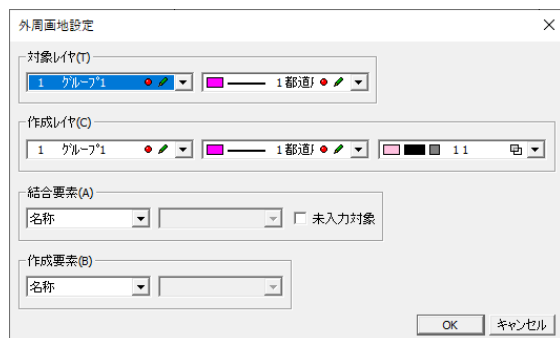 外周画地設定
対象レイヤ(T)
1 グループ1 1都道
作成レイヤ(C)
1 グループ1 1都道 11
結合要素(A)
名称 未入力対象
作成要素(B)
名称
OK キャンセル